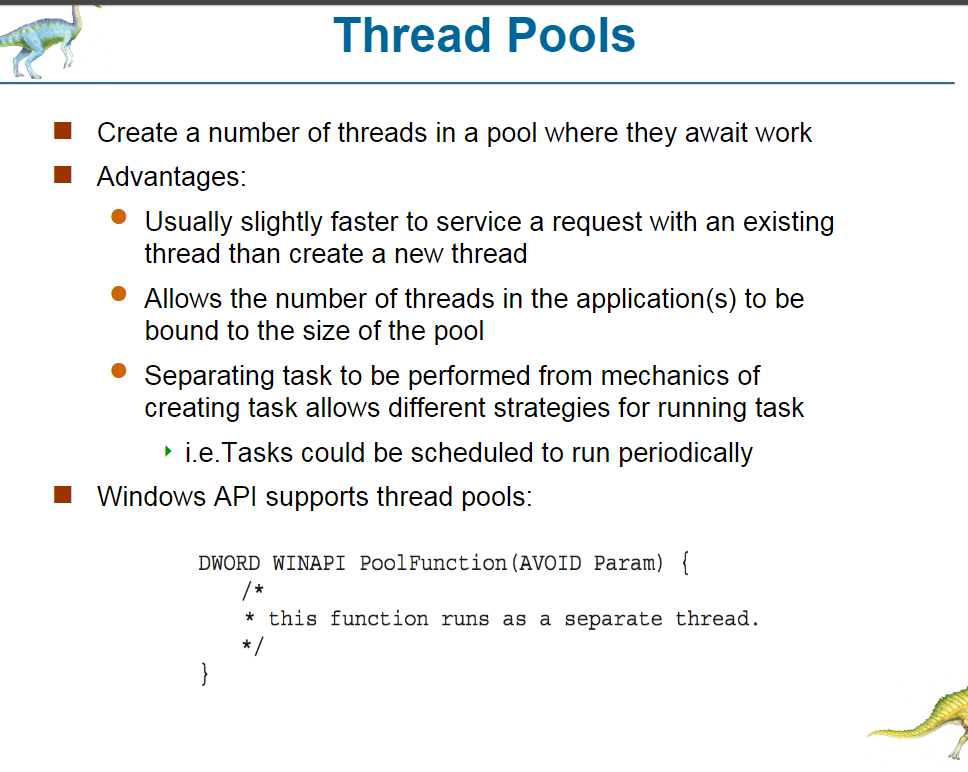 Thread Pools
Create a number of threads in a pool where they await work
Advantages:
Usually slightly faster to service a request with an existing
thread than create a new thread
Allows the number of threads in the application(s) to be
bound to the size of the pool
Separating task to be performed from mechanics of
creating task allows different strategies for running task
i.e.Tasks could be scheduled to run periodically
Windows API supports thread pools:
DWORD WINAPI PoolFunction(AVOID Param) {
/*
* this function runs as a separate thread.
*/
}